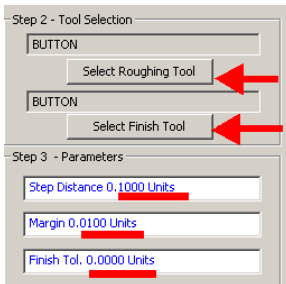 Step 2 - Tool Selection
BUTTON
Select Roughing Tool
BUTTON
Select Finish Tool
Step 3 - Parameters
Step Distance 0.1000 Units
Margin 0.0100 Units
Finish Tol. 0.0000 Units